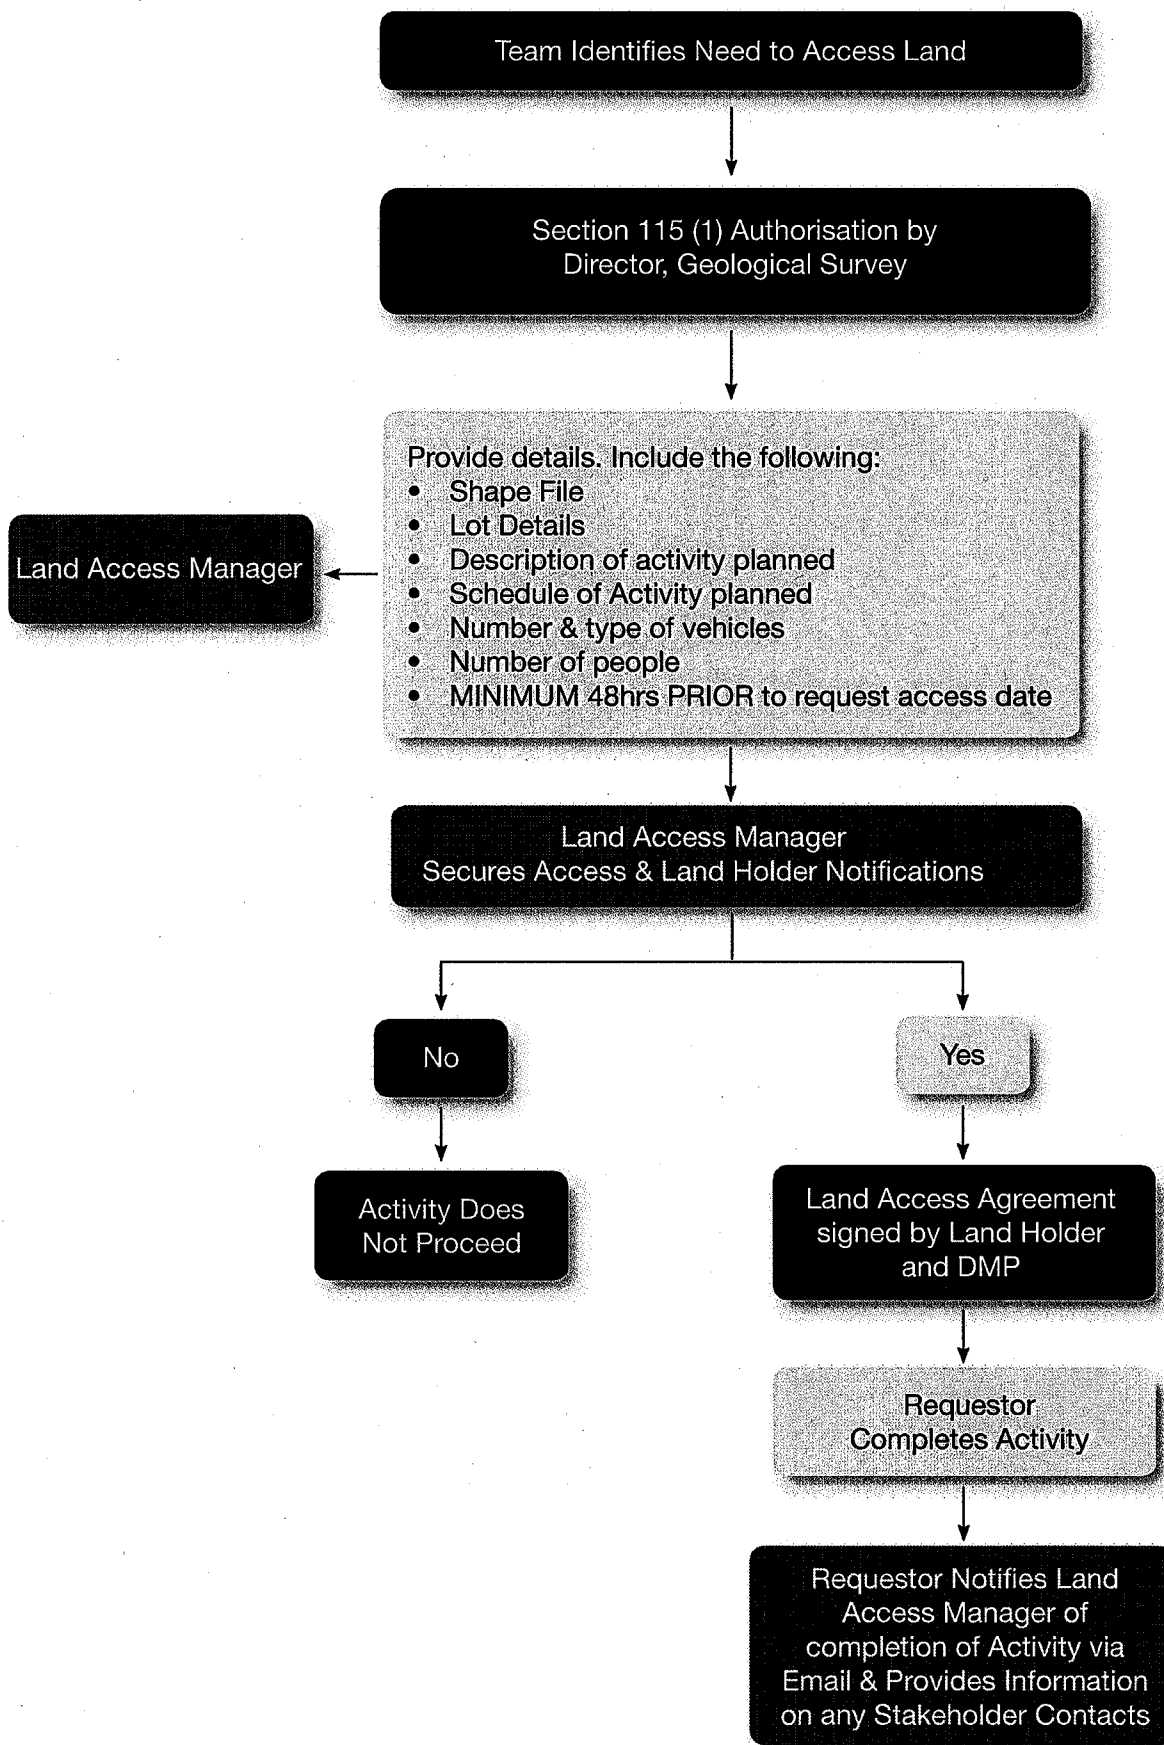 Team Identifies Need to Access Land
Section 115 (1) Authorisation by
Director, Geological Survey
Provide details. Include the following:
• Shape File
• Lot Details
• Description of activity planned
• Schedule of Activity planned
• Number & type of vehicles
• Number of people
• MINIMUM 48hrs PRIOR to request access date
Land Access Manager
Land Access Manager
Secures Access & Land Holder Notifications
No
Yes
Activity Does
Not Proceed
Land Access Agreement
signed by Land Holder
and DMP
Requestor
Completes Activity
Requestor Notifies Land
Access Manager of
completion of Activity via
Email & Provides Information
on any Stakeholder Contacts